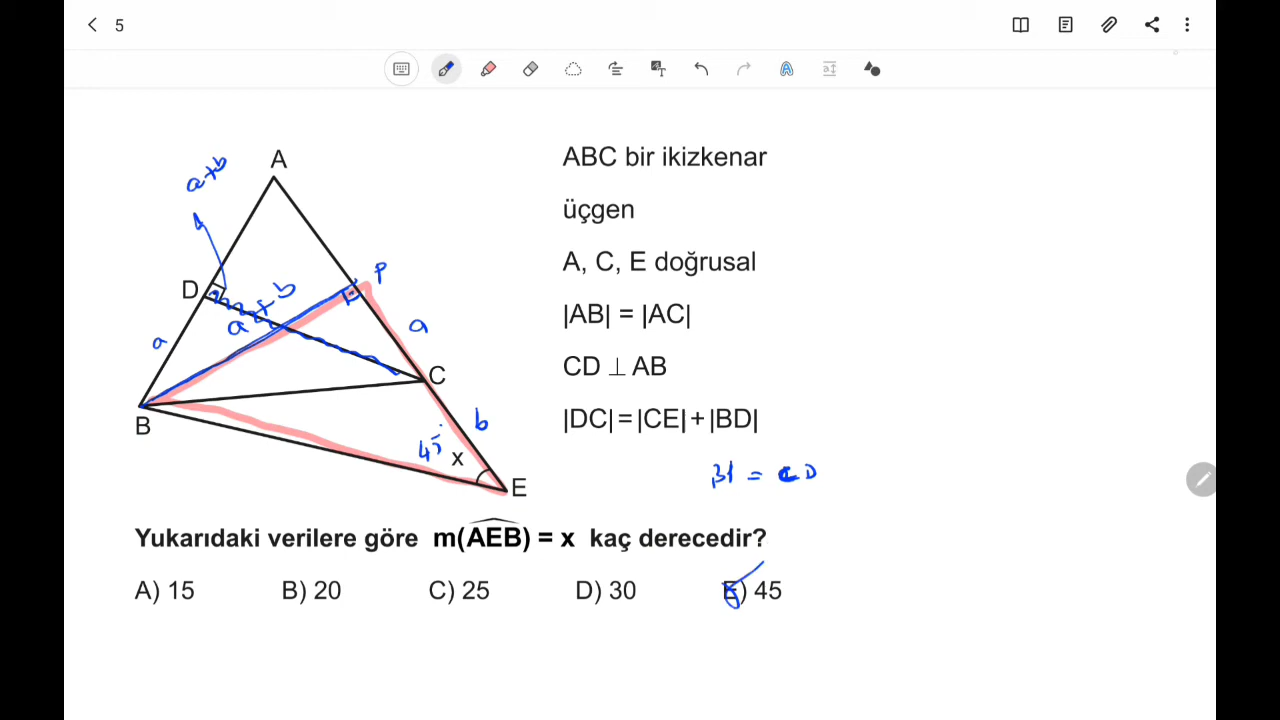 5
A
a+b
ABC bir ikizkenar
üçgen
D
P
A, C, E doğrusal
a+b
a
a
|AB| = |AC|
C
CD ⊥ AB
B
b
|DC|=|CE|+|BD|
45°
x
E
= CD
Yukarıdaki verilere göre m(AEB) = x kaç derecedir?
A) 15 B) 20 C) 25 D) 30 E) 45